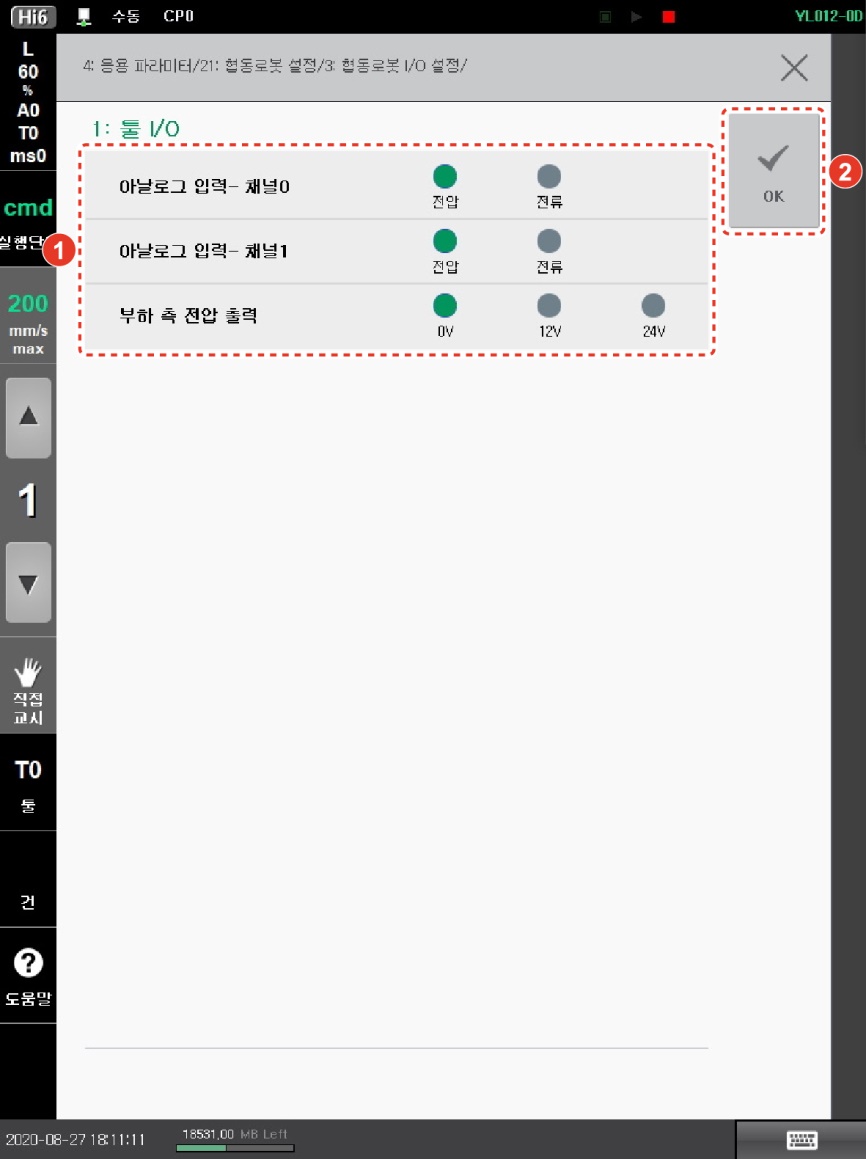 Hi6 수동 CP0 YL012-0D
L
60
%
A0
T0
ms0
cmd
200
mm/s
max
1
직접
교시
T0
툴
건
?
도움말
4: 응용 파라미터/21: 협동로봇 설정/3: 협동로봇 I/O 설정/
1: 툴 I/O
아날로그 입력- 채널0
전압 전류
아날로그 입력- 채널1
전압 전류
부하 측 전압 출력
0V 12V 24V
1
OK
2
2020-08-27 18:11:11 18531,00 MB Left